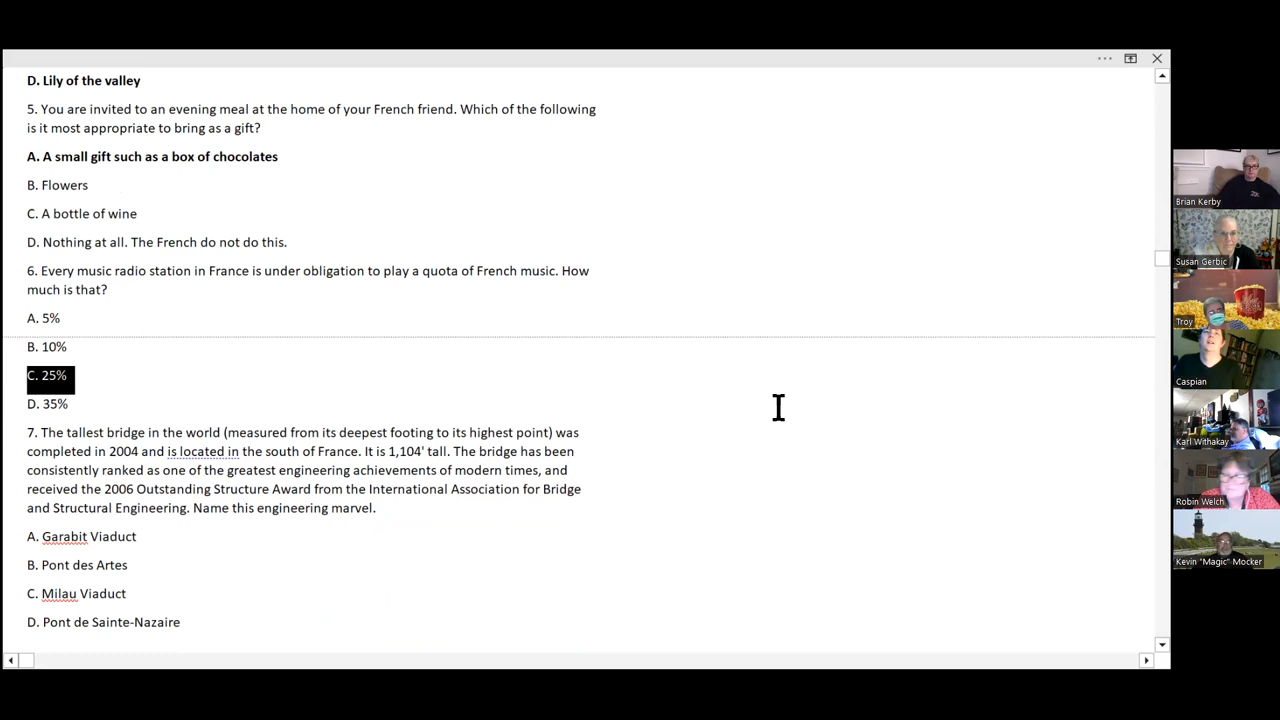 D. Lily of the valley
5. You are invited to an evening meal at the home of your French friend. Which of the following
is it most appropriate to bring as a gift?
A. A small gift such as a box of chocolates
B. Flowers
C. A bottle of wine
D. Nothing at all. The French do not do this.
6. Every music radio station in France is under obligation to play a quota of French music. How
much is that?
A. 5%
B. 10%
C. 25%
D. 35%
7. The tallest bridge in the world (measured from its deepest footing to its highest point) was
completed in 2004 and is located in the south of France. It is 1,104' tall. The bridge has been
consistently ranked as one of the greatest engineering achievements of modern times, and
received the 2006 Outstanding Structure Award from the International Association for Bridge
and Structural Engineering. Name this engineering marvel.
A. Garabit Viaduct
B. Pont des Artes
C. Milau Viaduct
D. Pont de Sainte-Nazaire
Brian Kerby
Susan Gerbic
Troy
Caspian
Karl Withakay
Robin Welch
Kevin "Magic" Mocker